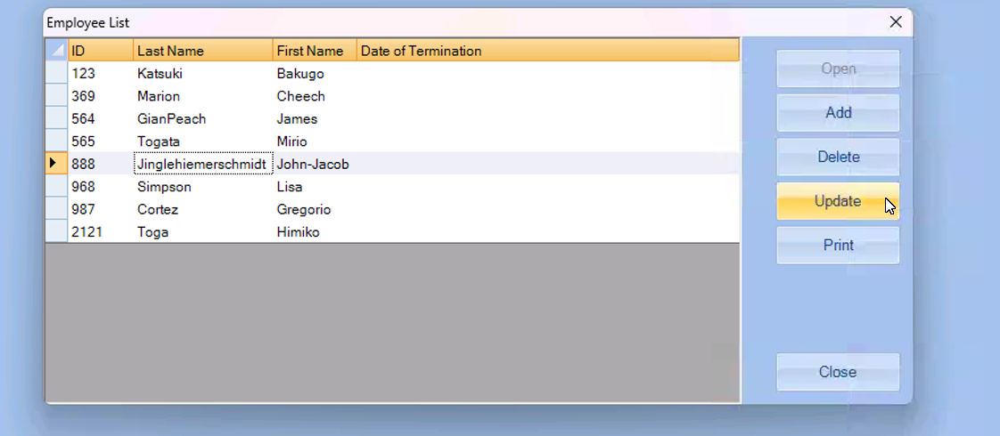 Employee List
ID Last Name First Name Date of Termination
123 Katsuki Bakugo
369 Marion Cheech
564 GianPeach James
565 Togata Mirio
888 Jinglehiemerschmidt John-Jacob
968 Simpson Lisa
987 Cortez Gregorio
2121 Toga Himiko
Open
Add
Delete
Update
Print
Close